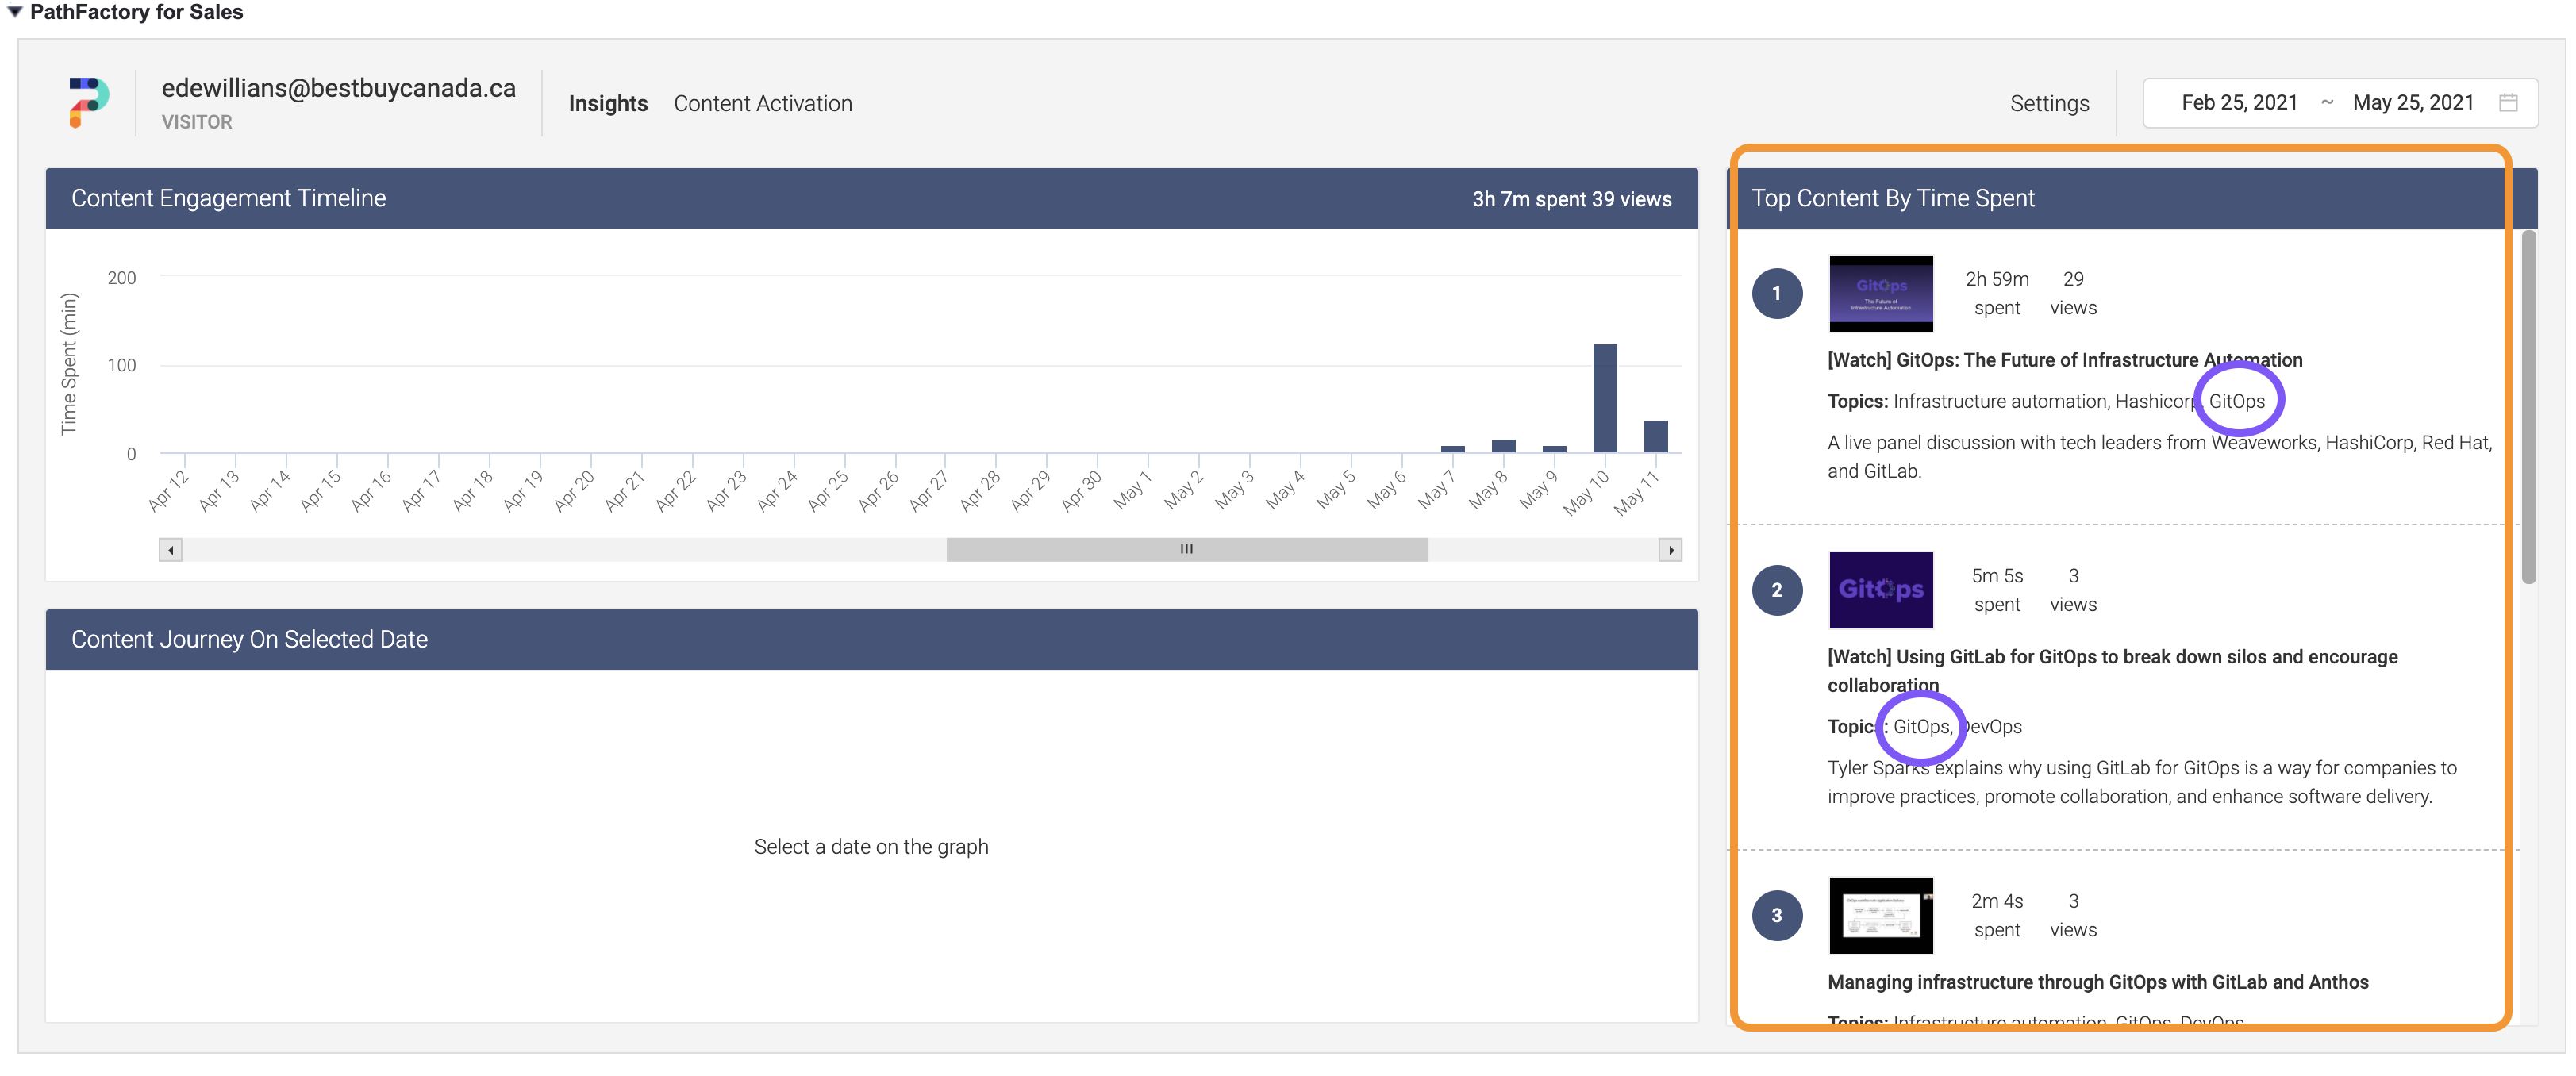 PathFactory for Sales
edewillians@bestbuycanada.ca
VISITOR
Insights
Content Activation
Settings
Feb 25, 2021 ~ May 25, 2021
Content Engagement Timeline
3h 7m spent 39 views
Time Spent (min)
200
100
0
Apr 12
Apr 13
Apr 14
Apr 15
Apr 16
Apr 17
Apr 18
Apr 19
Apr 20
Apr 21
Apr 22
Apr 23
Apr 24
Apr 25
Apr 26
Apr 27
Apr 28
Apr 29
Apr 30
May 1
May 2
May 3
May 4
May 5
May 6
May 7
May 8
May 9
May 10
May 11
Content Journey On Selected Date
Select a date on the graph
Top Content By Time Spent
1
GitOps
The Future of
Infrastructure Automation
2h 59m
spent
29
views
[Watch] GitOps: The Future of Infrastructure Automation
Topics: Infrastructure automation, Hashicorp, GitOps
A live panel discussion with tech leaders from Weaveworks, HashiCorp, Red Hat,
and GitLab.
2
GitOps
5m 5s
spent
3
views
[Watch] Using GitLab for GitOps to break down silos and encourage
collaboration
Topics: GitOps, DevOps
Tyler Sparks explains why using GitLab for GitOps is a way for companies to
improve practices, promote collaboration, and enhance software delivery.
3
2m 4s
spent
3
views
Managing infrastructure through GitOps with GitLab and Anthos
Topics: Infrastructure automation, GitOps, DevOps